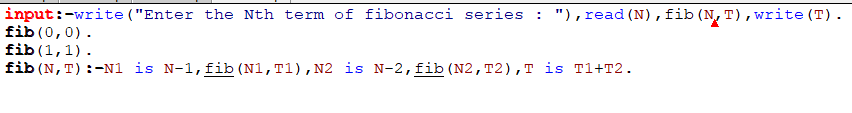 input:-write("Enter the Nth term of fibonacci series : "),read(N),fib(N,T),write(T).
fib(0,0).
fib(1,1).
fib(N,T):-N1 is N-1,fib(N1,T1),N2 is N-2,fib(N2,T2),T is T1+T2.